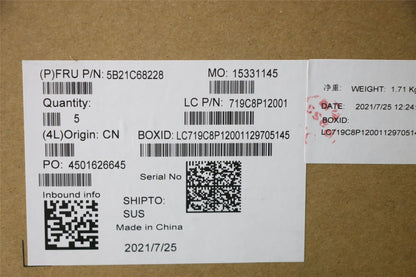 (P)FRU P/N: 5B21C68228
MO: 15331145
Quantity:
LC P/N: 719C8P12001
5
(4L)Origin: CN
BOXID: LC719C8P12001129705145
PO: 4501626645
Serial No
Inbound info
SHIPTO:
SUS
Made in China
2021/7/25
净重:
WEIGHT: 1.71 Kg
DATE: 2021/7/25 12:24:
BOXID:
LC719C8P12001129705145